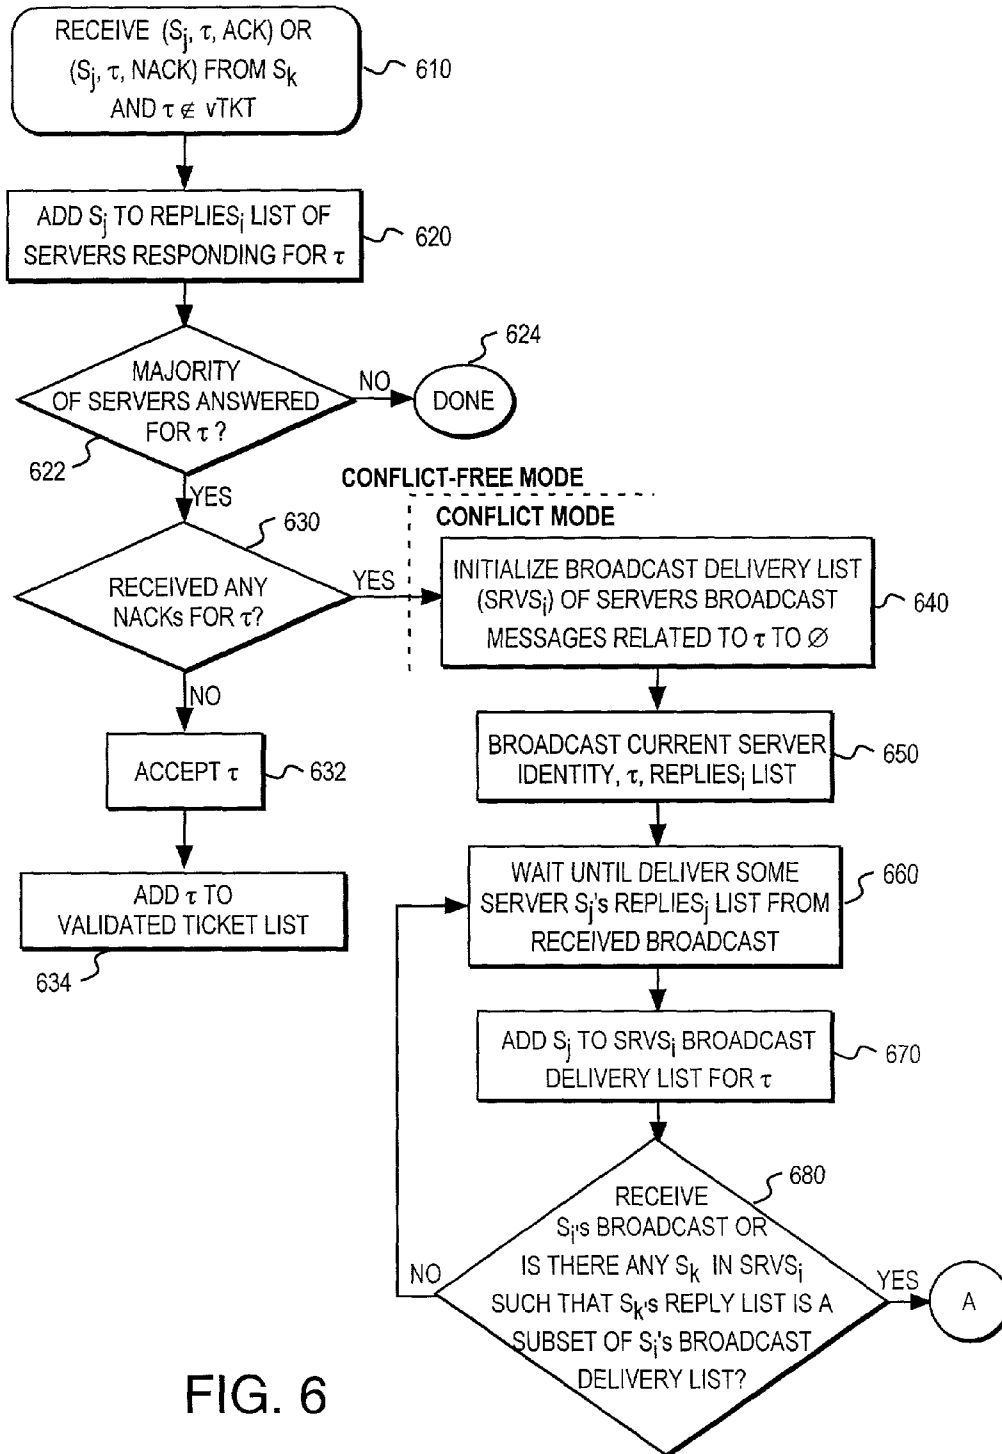 RECEIVE (Sj, τ, ACK) OR
(Sj, τ, NACK) FROM Sk
AND τ ∉ vTKT
610
ADD Sj TO REPLIESi LIST OF
SERVERS RESPONDING FOR τ
620
MAJORITY
OF SERVERS ANSWERED
FOR τ ?
622
NO
624
DONE
YES
CONFLICT-FREE MODE
CONFLICT MODE
630
RECEIVED ANY
NACKs FOR τ?
YES
INITIALIZE BROADCAST DELIVERY LIST
(SRVSi) OF SERVERS BROADCAST
MESSAGES RELATED TO τ TO ∅
640
NO
ACCEPT τ
632
BROADCAST CURRENT SERVER
IDENTITY, τ, REPLIESi LIST
650
ADD τ TO
VALIDATED TICKET LIST
634
WAIT UNTIL DELIVER SOME
SERVER Sj's REPLIESj LIST FROM
RECEIVED BROADCAST
660
ADD Sj TO SRVSi BROADCAST
DELIVERY LIST FOR τ
670
680
RECEIVE
Si's BROADCAST OR
IS THERE ANY Sk IN SRVSi
SUCH THAT Sk's REPLY LIST IS A
SUBSET OF Si's BROADCAST
DELIVERY LIST?
NO
YES
A
FIG. 6